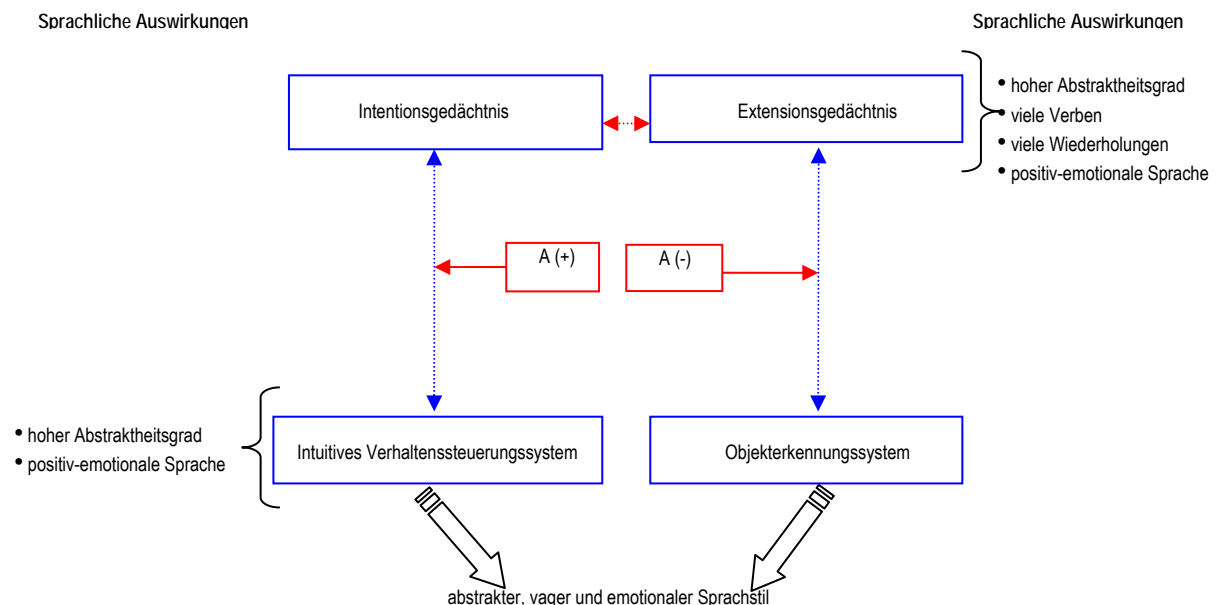 Sprachliche Auswirkungen
Sprachliche Auswirkungen
Intentionsgedächtnis
Extensionsgedächtnis
• hoher Abstraktheitsgrad
• viele Verben
• viele Wiederholungen
• positiv-emotionale Sprache
A (+)
A (-)
• hoher Abstraktheitsgrad
• positiv-emotionale Sprache
Intuitives Verhaltenssteuerungssystem
Objekterkennungssystem
abstrakter, vager und emotionaler Sprachstil